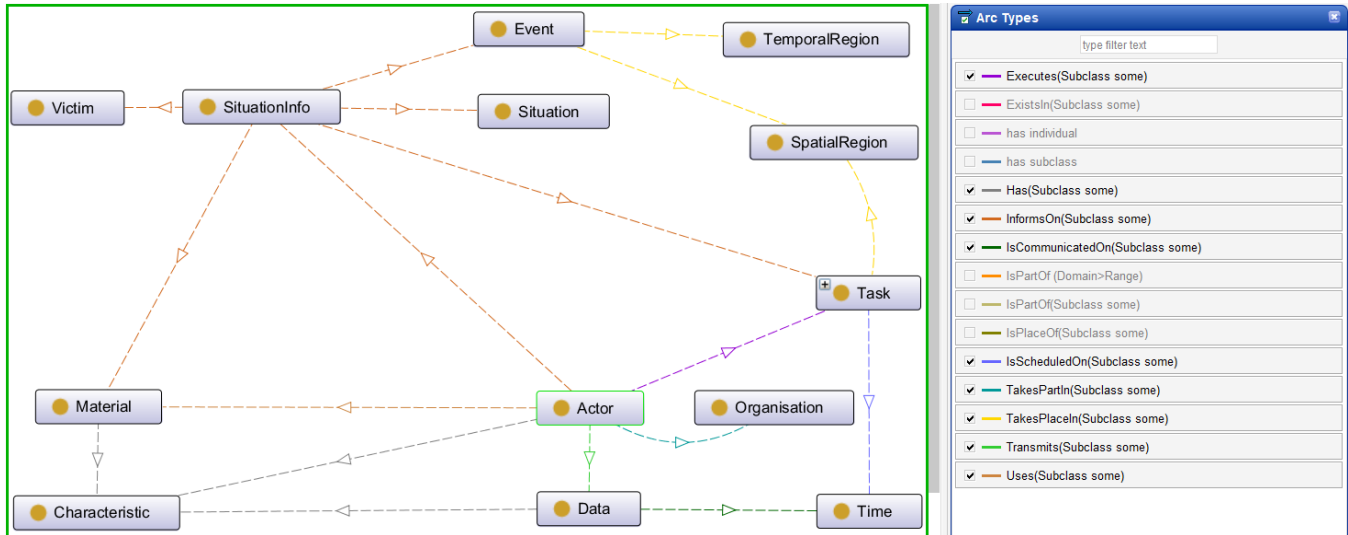 Event
TemporalRegion
Victim
SituationInfo
Situation
SpatialRegion
Task
Material
Actor
Organisation
Characteristic
Data
Time
Arc Types
type filter text
Executes(Subclass some)
ExistsIn(Subclass some)
has individual
has subclass
Has(Subclass some)
InformsOn(Subclass some)
IsCommunicatedOn(Subclass some)
IsPartOf (Domain>Range)
IsPartOf(Subclass some)
IsPlaceOf(Subclass some)
IsScheduledOn(Subclass some)
TakesPartIn(Subclass some)
TakesPlaceIn(Subclass some)
Transmits(Subclass some)
Uses(Subclass some)